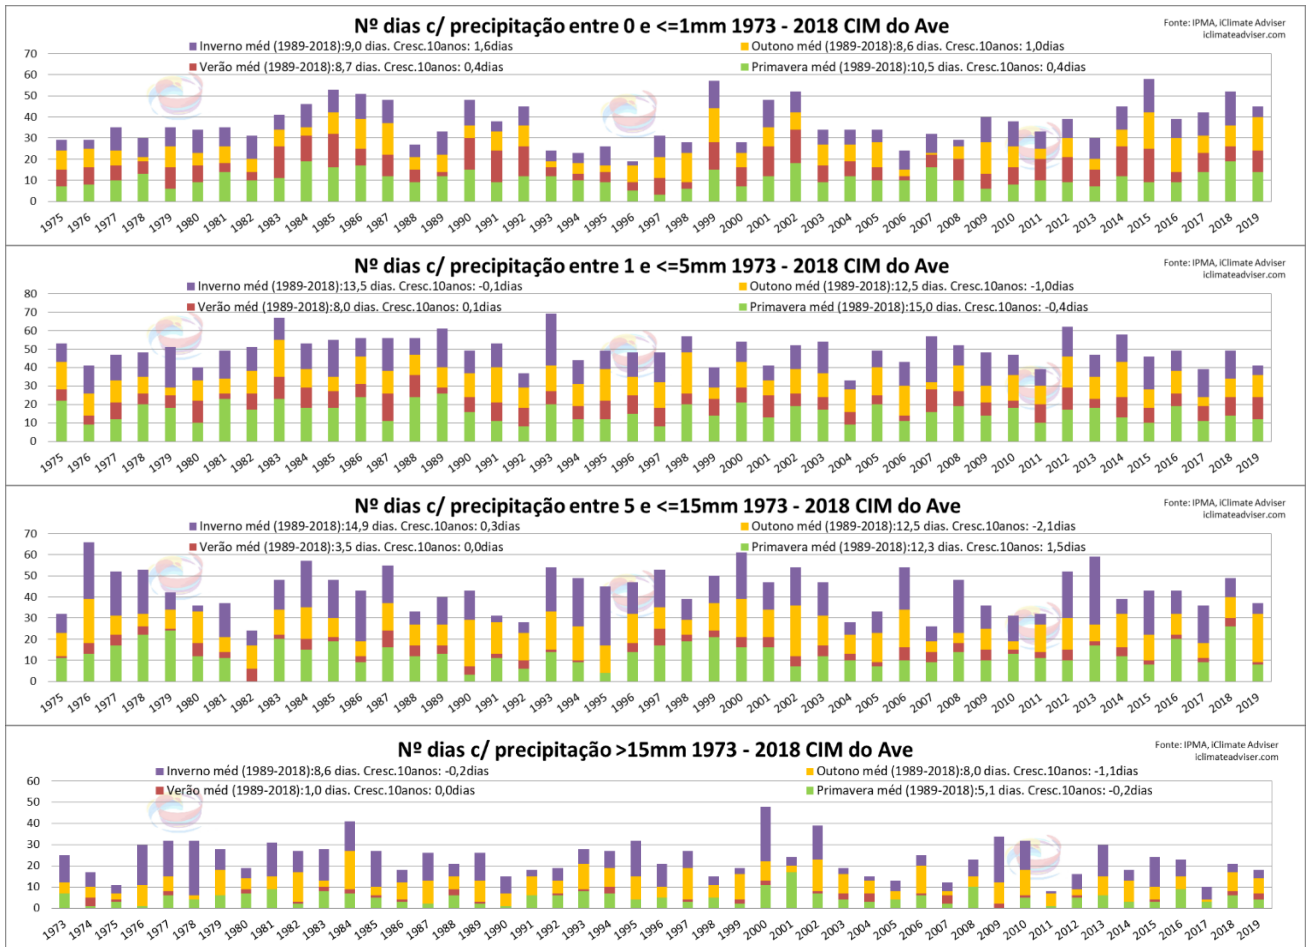 Nº dias c/ precipitação entre 0 e <=1mm 1973 - 2018 CIM do Ave
Fonte: IPMA, iClimate Adviser
iclimateadviser.com
Inverno méd (1989-2018):9,0 dias. Cresc.10anos: 1,6dias
Outono méd (1989-2018):8,6 dias. Cresc.10anos: 1,0dias
Verão méd (1989-2018):8,7 dias. Cresc.10anos: 0,4dias
Primavera méd (1989-2018):10,5 dias. Cresc.10anos: 0,4dias
70
60
50
40
30
20
10
0
1975 1976 1977 1978 1979 1980 1981 1982 1983 1984 1985 1986 1987 1988 1989 1990 1991 1992 1993 1994 1995 1996 1997 1998 1999 2000 2001 2002 2003 2004 2005 2006 2007 2008 2009 2010 2011 2012 2013 2014 2015 2016 2017 2018 2019
Nº dias c/ precipitação entre 1 e <=5mm 1973 - 2018 CIM do Ave
Fonte: IPMA, iClimate Adviser
iclimateadviser.com
Inverno méd (1989-2018):13,5 dias. Cresc.10anos: -0,1dias
Outono méd (1989-2018):12,5 dias. Cresc.10anos: -1,0dias
Verão méd (1989-2018):8,0 dias. Cresc.10anos: 0,1dias
Primavera méd (1989-2018):15,0 dias. Cresc.10anos: -0,4dias
80
70
60
50
40
30
20
10
0
1975 1976 1977 1978 1979 1980 1981 1982 1983 1984 1985 1986 1987 1988 1989 1990 1991 1992 1993 1994 1995 1996 1997 1998 1999 2000 2001 2002 2003 2004 2005 2006 2007 2008 2009 2010 2011 2012 2013 2014 2015 2016 2017 2018 2019
Nº dias c/ precipitação entre 5 e <=15mm 1973 - 2018 CIM do Ave
Fonte: IPMA, iClimate Adviser
iclimateadviser.com
Inverno méd (1989-2018):14,9 dias. Cresc.10anos: 0,3dias
Outono méd (1989-2018):12,5 dias. Cresc.10anos: -2,1dias
Verão méd (1989-2018):3,5 dias. Cresc.10anos: 0,0dias
Primavera méd (1989-2018):12,3 dias. Cresc.10anos: 1,5dias
70
60
50
40
30
20
10
0
1975 1976 1977 1978 1979 1980 1981 1982 1983 1984 1985 1986 1987 1988 1989 1990 1991 1992 1993 1994 1995 1996 1997 1998 1999 2000 2001 2002 2003 2004 2005 2006 2007 2008 2009 2010 2011 2012 2013 2014 2015 2016 2017 2018 2019
Nº dias c/ precipitação >15mm 1973 - 2018 CIM do Ave
Fonte: IPMA, iClimate Adviser
iclimateadviser.com
Inverno méd (1989-2018):8,6 dias. Cresc.10anos: -0,2dias
Outono méd (1989-2018):8,0 dias. Cresc.10anos: -1,1dias
Verão méd (1989-2018):1,0 dias. Cresc.10anos: 0,0dias
Primavera méd (1989-2018):5,1 dias. Cresc.10anos: -0,2dias
60
50
40
30
20
10
0
1973 1974 1975 1976 1977 1978 1979 1980 1981 1982 1983 1984 1985 1986 1987 1988 1989 1990 1991 1992 1993 1994 1995 1996 1997 1998 1999 2000 2001 2002 2003 2004 2005 2006 2007 2008 2009 2010 2011 2012 2013 2014 2015 2016 2017 2018 2019